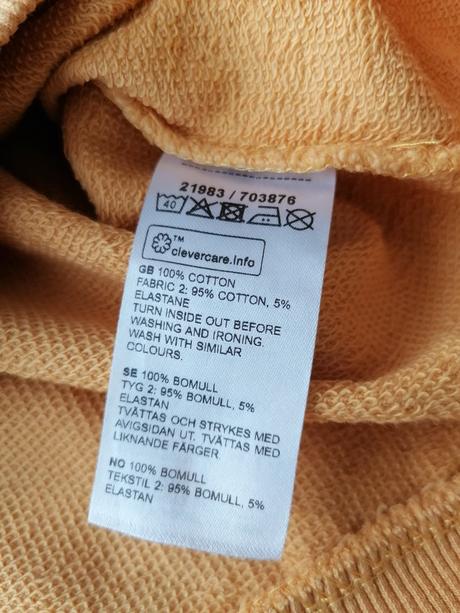 21983 / 703876
40
TM
clevercare.info
GB 100% COTTON
FABRIC 2: 95% COTTON, 5%
ELASTANE
TURN INSIDE OUT BEFORE
WASHING AND IRONING.
WASH WITH SIMILAR
COLOURS.
SE 100% BOMULL
TYG 2: 95% BOMULL, 5%
ELASTAN
TVÄTTAS OCH STRYKES MED
AVIGSIDAN UT. TVÄTTAS MED
LIKNANDE FÄRGER.
NO 100% BOMULL
TEKSTIL 2: 95% BOMULL, 5%
ELASTAN